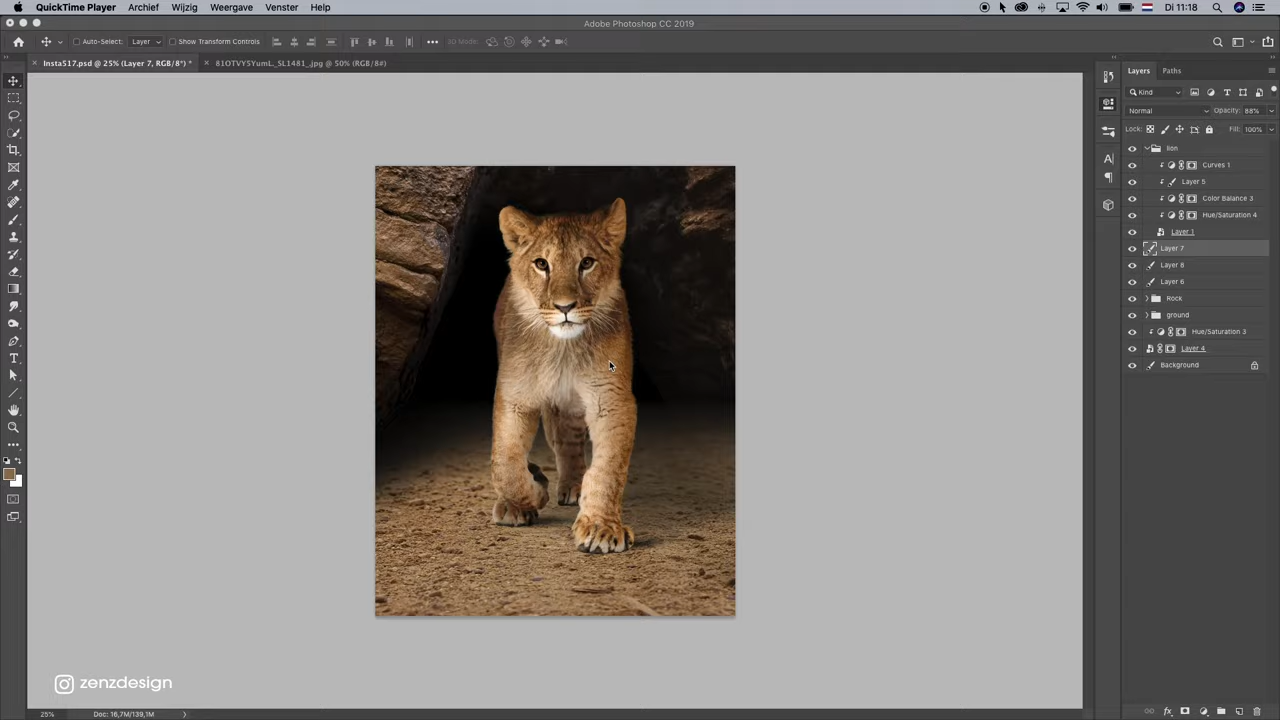 QuickTime Player Archief Wijzig Weergave Venster Help Di 11:18
Adobe Photoshop CC 2019
Auto-Select: Layer Show Transform Controls 3D Mode:
Insta517.psd @ 25% (Layer 7, RGB/8*) * 81OTVY5YumL_SL1481_.jpg @ 50% (RGB/8#)
Layers Paths
Kind
Normal Opacity: 88%
Lock: Fill: 100%
lion
Curves 1
Layer 5
Color Balance 3
Hue/Saturation 4
Layer 1
Layer 7
Layer 8
Layer 6
Rock
ground
Hue/Saturation 3
Layer 4
Background
zenzdesign
25% Doc: 16,7M/139,1M